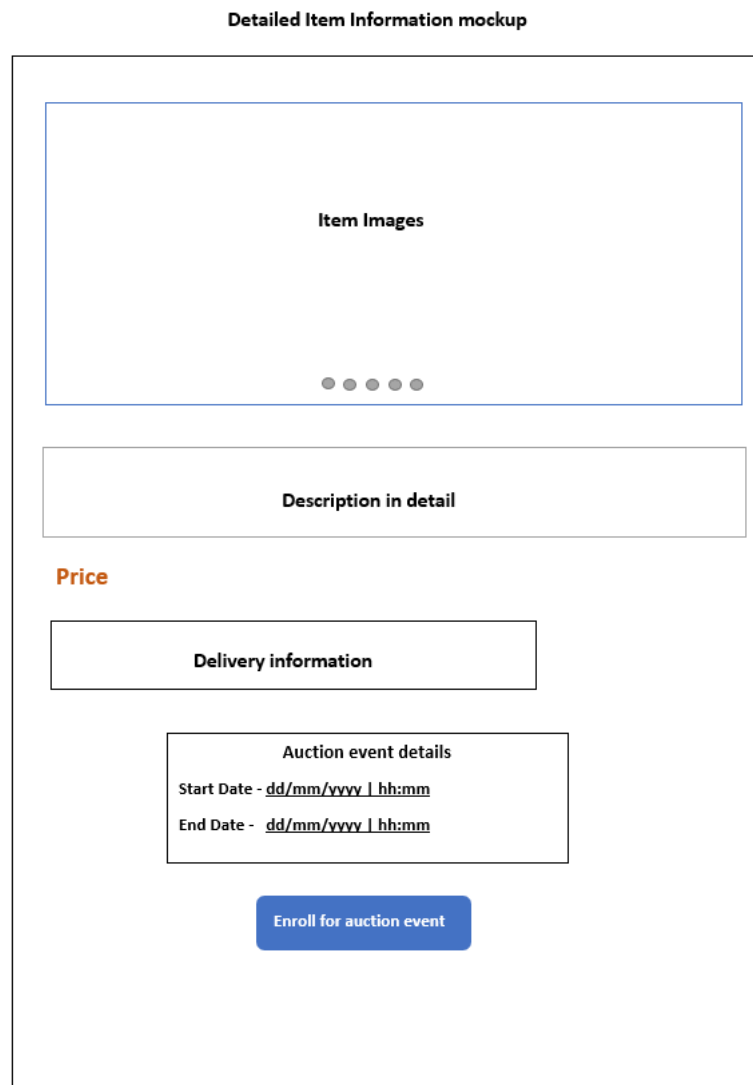 Detailed Item Information mockup
Item Images
Description in detail
Price
Delivery information
Auction event details
Start Date - dd/mm/yyyy | hh:mm
End Date - dd/mm/yyyy | hh:mm
Enroll for auction event